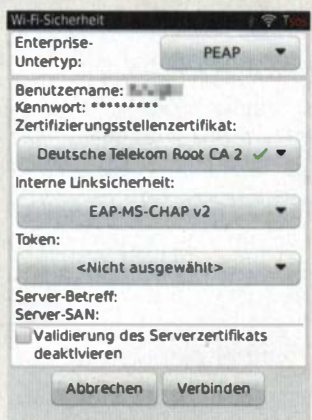 Wi-Fi-Sicherheit
Enterprise-
Untertyp:
PEAP
Benutzername:
Kennwort: *********
Zertifizierungsstellenzertifikat:
Deutsche Telekom Root CA 2
Interne Linksicherheit:
EAP-MS-CHAP v2
Token:
<Nicht ausgewählt>
Server-Betreff:
Server-SAN:
Validierung des Serverzertifikats
deaktivieren
Abbrechen Verbinden